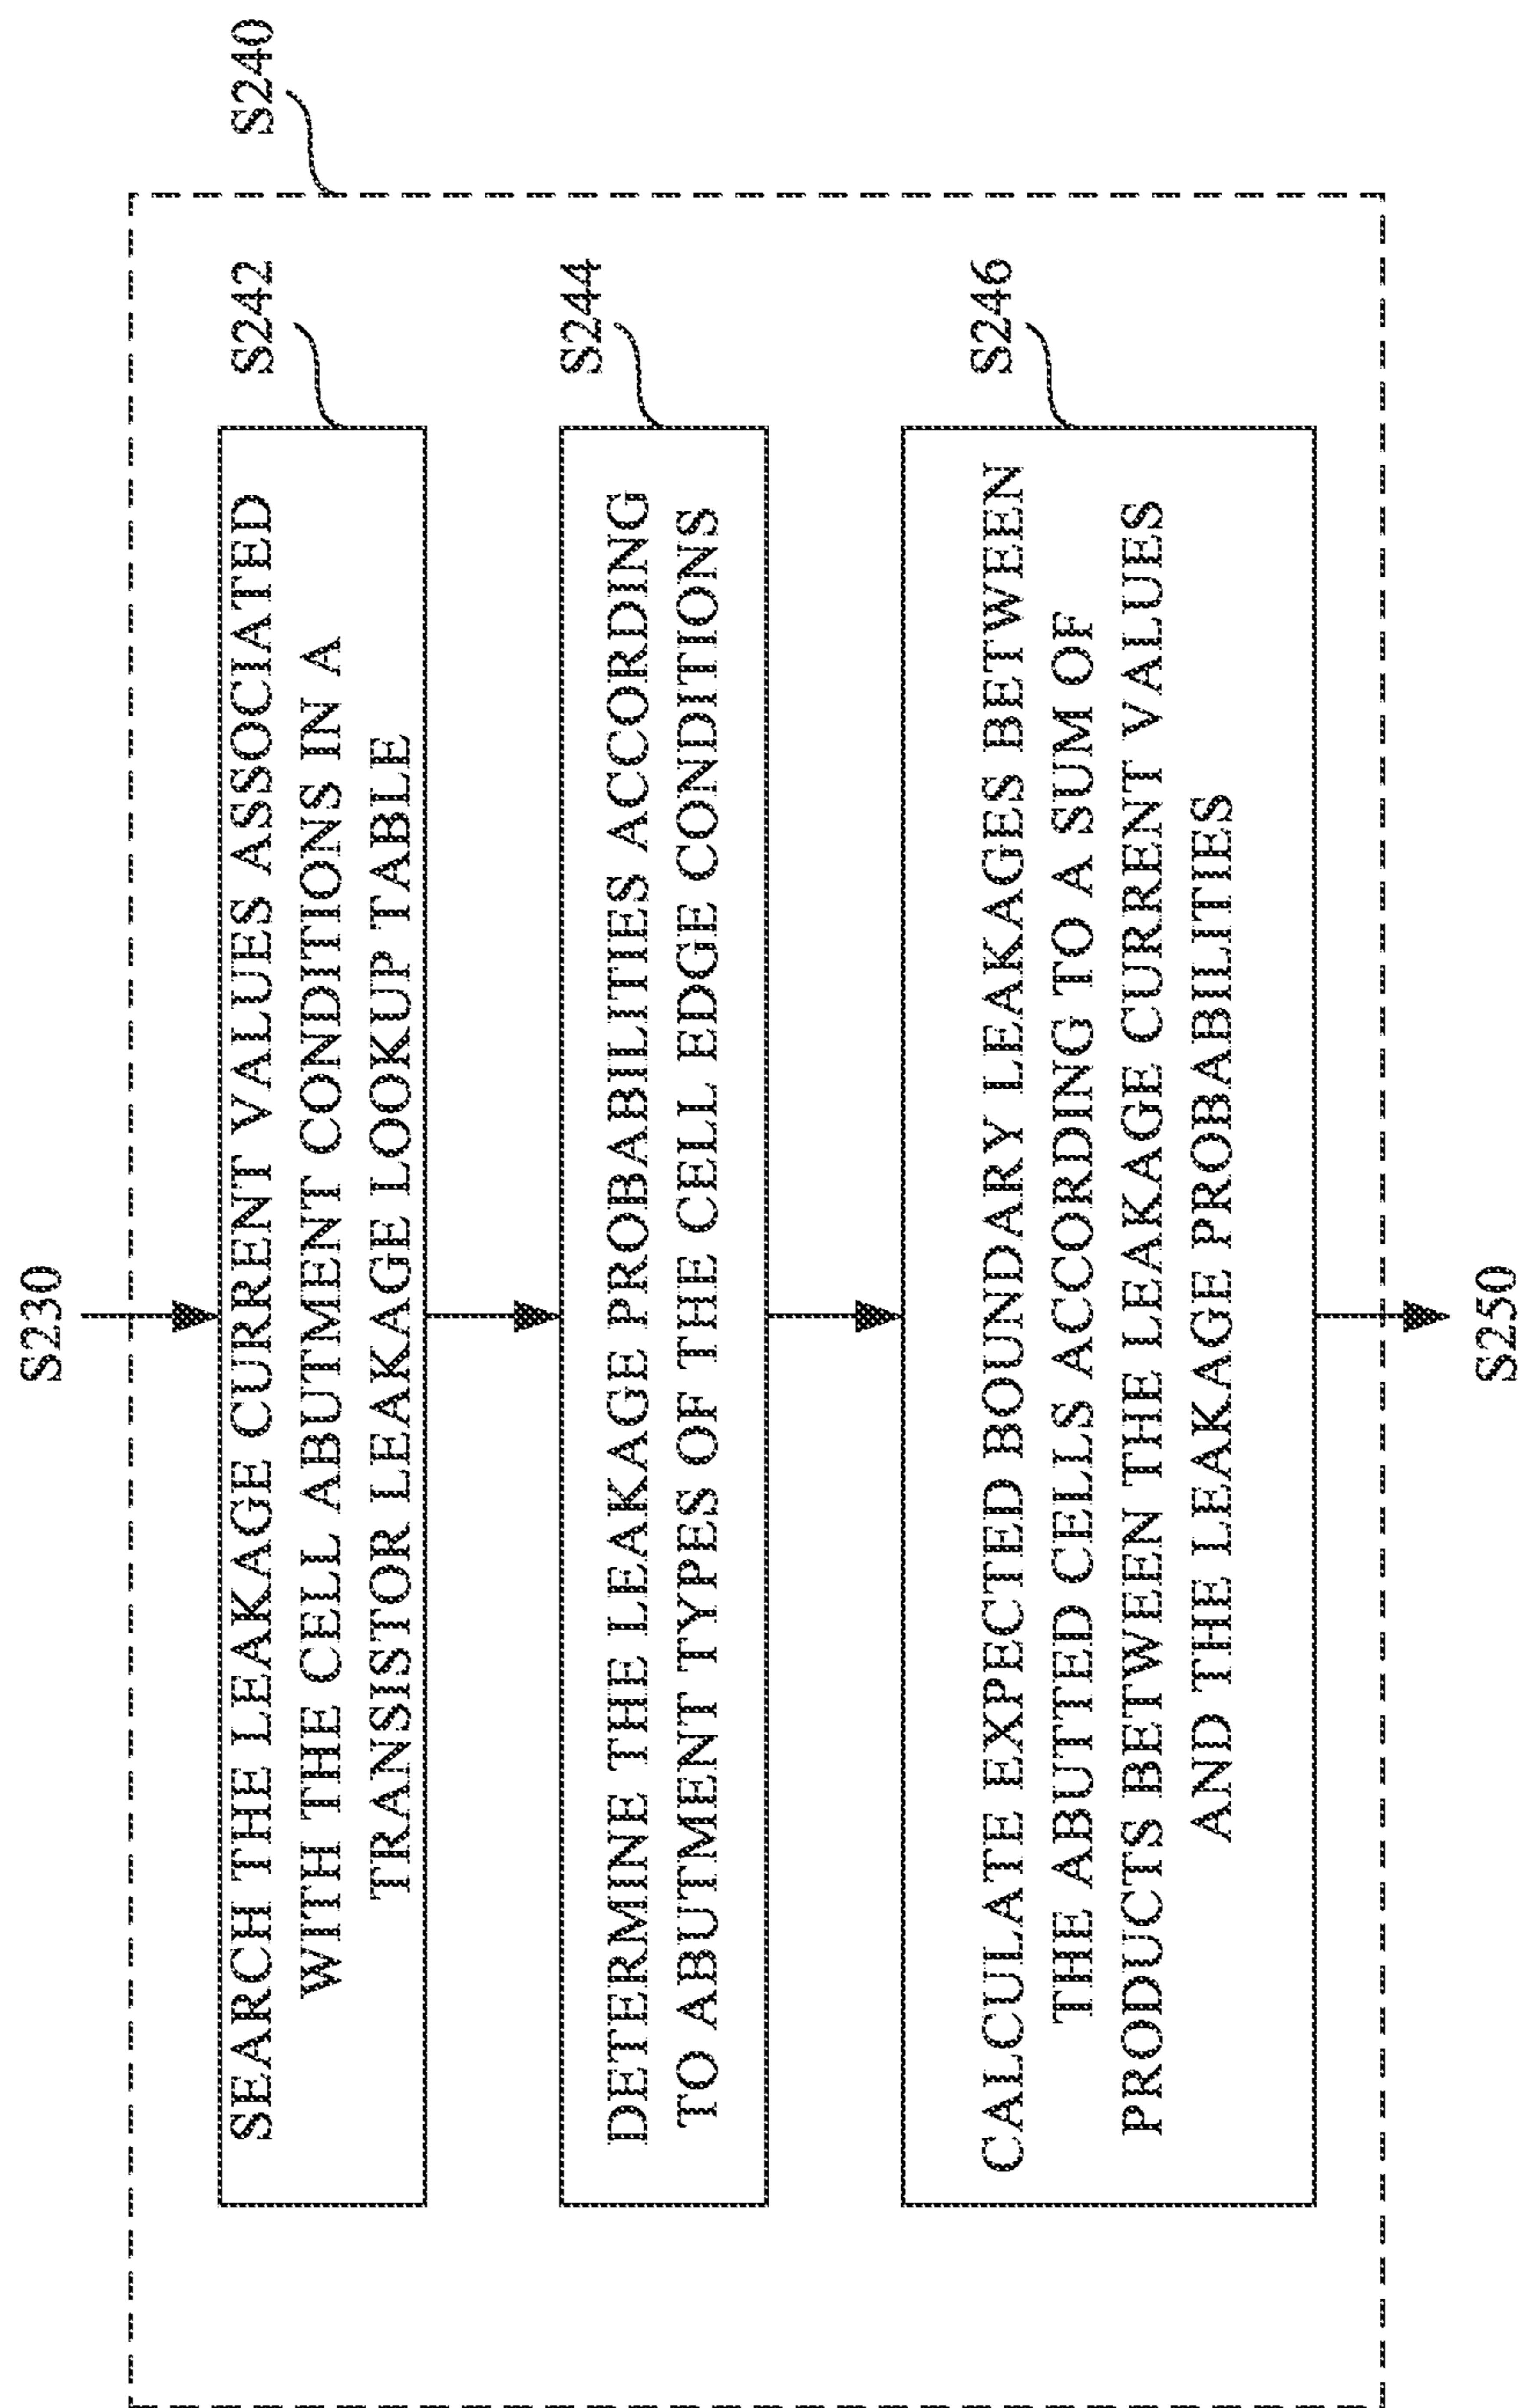 S230
S240
S242
SEARCH THE LEAKAGE CURRENT VALUES ASSOCIATED
WITH THE CELL ABUTMENT CONDITIONS IN A
TRANSISTOR LEAKAGE LOOKUP TABLE
S244
DETERMINE THE LEAKAGE PROBABILITIES ACCORDING
TO ABUTMENT TYPES OF THE CELL EDGE CONDITIONS
S246
CALCULATE EXPECTED BOUNDARY LEAKAGES BETWEEN
THE ABUTTED CELLS ACCORDING TO A SUM OF
PRODUCTS BETWEEN THE LEAKAGE CURRENT VALUES
AND THE LEAKAGE PROBABILITIES
S250